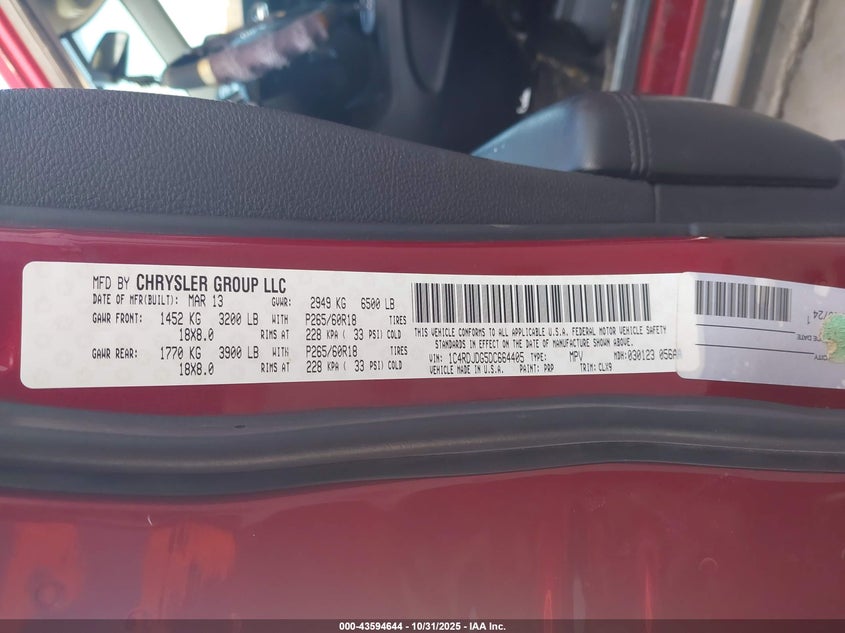 MFD BY CHRYSLER GROUP LLC
DATE OF MFR(BUILT): MAR 13 GVWR: 2949 KG 6500 LB
GAWR FRONT: 1452 KG 3200 LB WITH P265/60R18 TIRES
18X8.0 RIMS AT 228 KPA ( 33 PSI) COLD
GAWR REAR: 1770 KG 3900 LB WITH P265/60R18 TIRES
18X8.0 RIMS AT 228 KPA ( 33 PSI) COLD
THIS VEHICLE CONFORMS TO ALL APPLICABLE U.S.A. FEDERAL MOTOR VEHICLE SAFETY
STANDARDS IN EFFECT ON THE DATE OF MANUFACTURE SHOWN ABOVE.
VIN: 1C4RDJDG5DC664405 TYPE: MPV MDH: 030123 056AM
VEHICLE MADE IN U.S.A. PAINT: PRP TRIM: CLX9
CITY
000-43594644 | 10/31/2025 | IAA Inc.